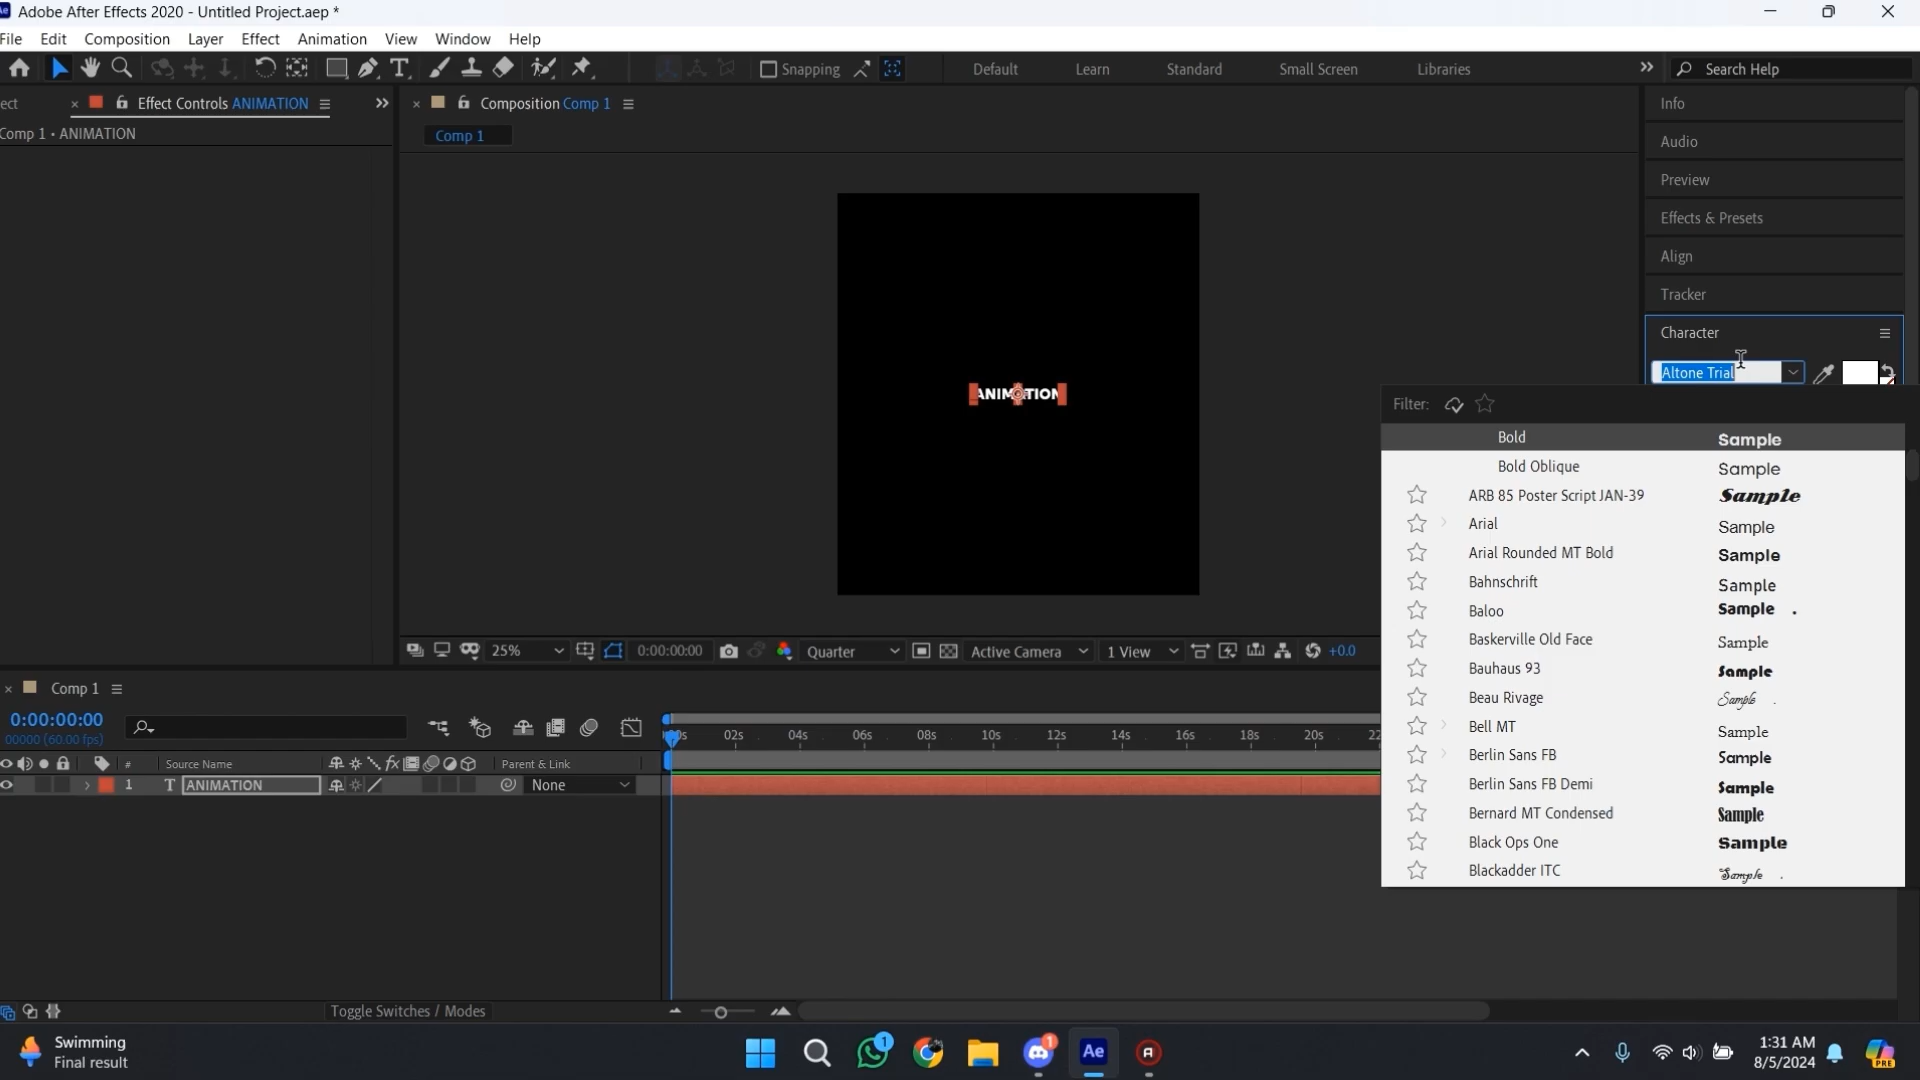 Adobe After Effects 2020 - Untitled Project.aep *
File Edit Composition Layer Effect Animation View Window Help
Snapping Default Learn Standard Small Screen Libraries Search Help
ect Effect Controls ANIMATION
Comp 1 • ANIMATION
Composition Comp 1
Comp 1
Info
Audio
Preview
Effects & Presets
Align
Tracker
Character
Altone Trial
ANIMATION
Filter:
Bold Sample
Bold Oblique Sample
ARB 85 Poster Script JAN-39 Sample
Arial Sample
Arial Rounded MT Bold Sample
Bahnschrift Sample
Baloo Sample .
Baskerville Old Face Sample
Bauhaus 93 Sample
Beau Rivage Sample .
Bell MT Sample
Berlin Sans FB Sample
Berlin Sans FB Demi Sample
Bernard MT Condensed Sample
Black Ops One Sample
Blackadder ITC Sample .
25% 0:00:00:00 Quarter Active Camera 1 View +0.0
Comp 1
0:00:00:00
00000 (60.00 fps)
02s 04s 06s 08s 10s 12s 14s 16s 18s 20s
# Source Name fx Parent & Link
1 T ANIMATION None
Toggle Switches / Modes
Swimming
Final result
1
1
Ae
1:31 AM
8/5/2024
PRE